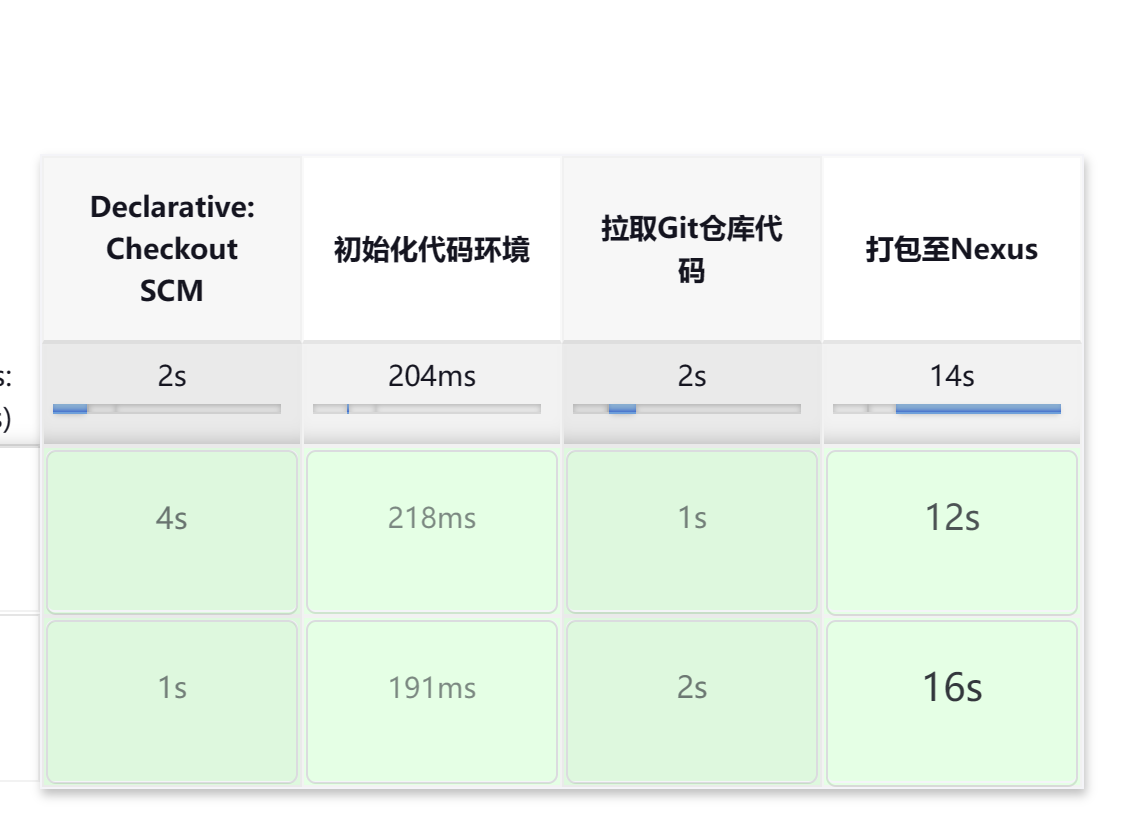 Declarative:
Checkout
SCM
初始化代码环境
拉取Git仓库代
码
打包至Nexus
s:
s)
2s
204ms
2s
14s
4s
218ms
1s
12s
1s
191ms
2s
16s